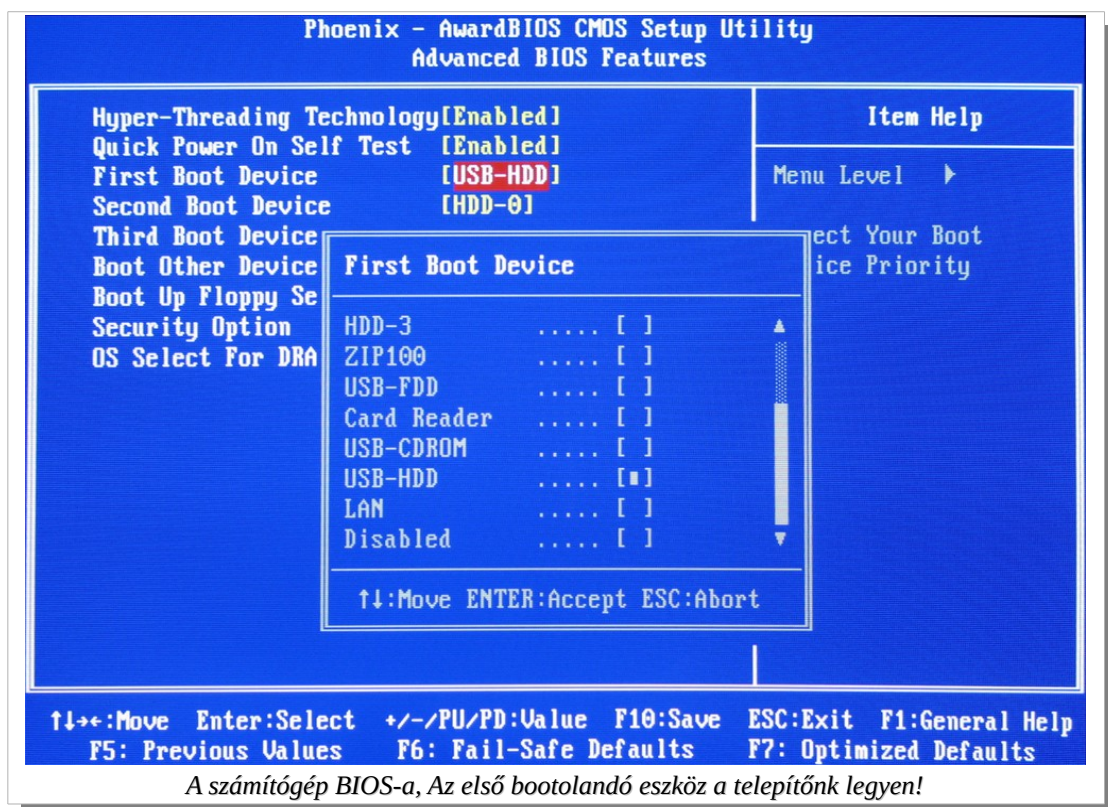 Phoenix - AwardBIOS CMOS Setup Utility
Advanced BIOS Features
Hyper-Threading Technology[Enabled]
Quick Power On Self Test [Enabled]
First Boot Device [USB-HDD]
Second Boot Device [HDD-0]
Third Boot Device
Boot Other Device
Boot Up Floppy Se
Security Option
OS Select For DRA
Item Help
Menu Level ▶
ect Your Boot
ice Priority
First Boot Device
HDD-3 ..... [ ]
ZIP100 ..... [ ]
USB-FDD ..... [ ]
Card Reader ..... [ ]
USB-CDROM ..... [ ]
USB-HDD ..... [▪]
LAN ..... [ ]
Disabled ..... [ ]
↑↓:Move ENTER:Accept ESC:Abort
↑↓→←:Move Enter:Select +/-/PU/PD:Value F10:Save ESC:Exit F1:General Help
F5: Previous Values F6: Fail-Safe Defaults F7: Optimized Defaults
A számítógép BIOS-a, Az első bootolandó eszköz a telepítőnk legyen!